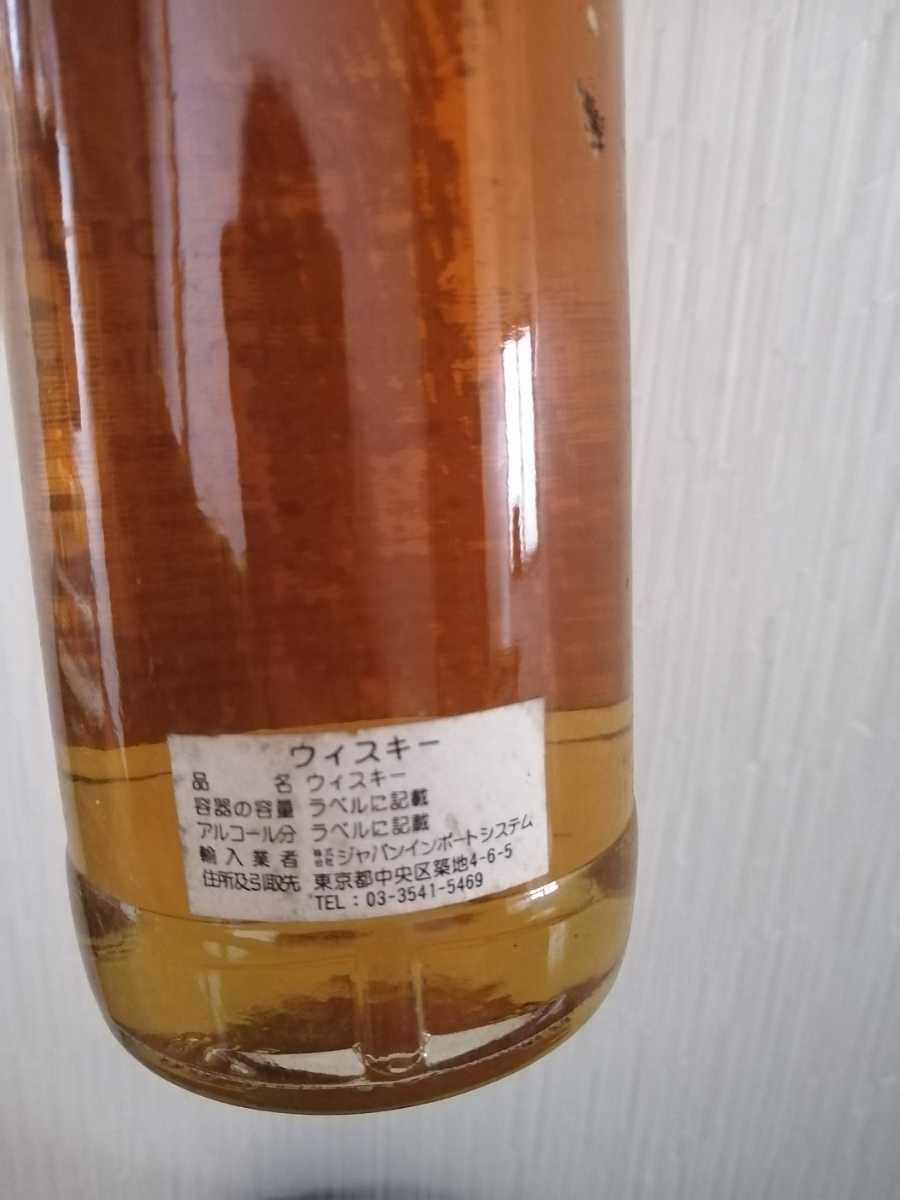 ウイスキー
品名 ウイスキー
容器の容量 ラベルに記載
アルコール分 ラベルに記載
輸入業者 株式会社ジャパンインポートシステム
住所及引取先 東京都中央区築地4-6-5
TEL:03-3541-5469